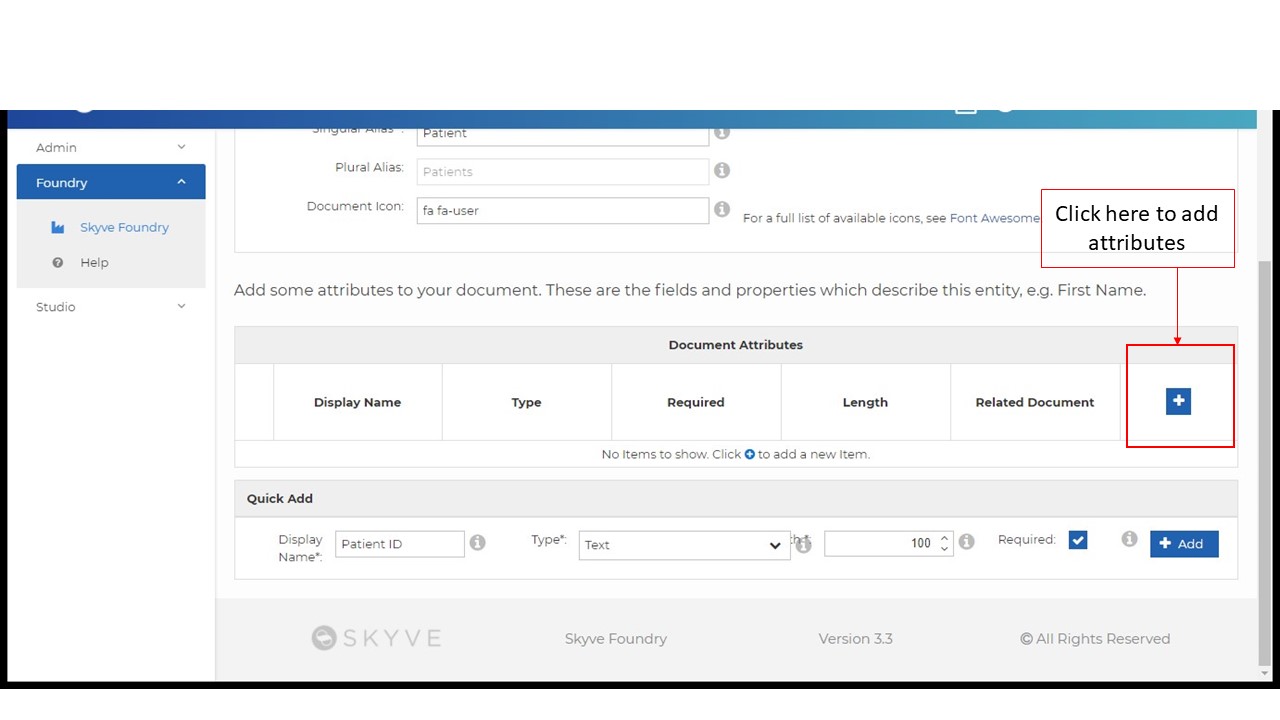 Singular Alias*:
Patient
Admin
Foundry
Plural Alias:
Patients
Document Icon:
fa fa-user
For a full list of available icons, see Font Awesome
Click here to add
attributes
Skyve Foundry
Help
Studio
Add some attributes to your document. These are the fields and properties which describe this entity, e.g. First Name.
Document Attributes
Display Name
Type
Required
Length
Related Document
No Items to show. Click to add a new Item.
Quick Add
Display
Name*:
Patient ID
Type*:
Text
100
Required:
Add
SKYVE
Skyve Foundry
Version 3.3
© All Rights Reserved